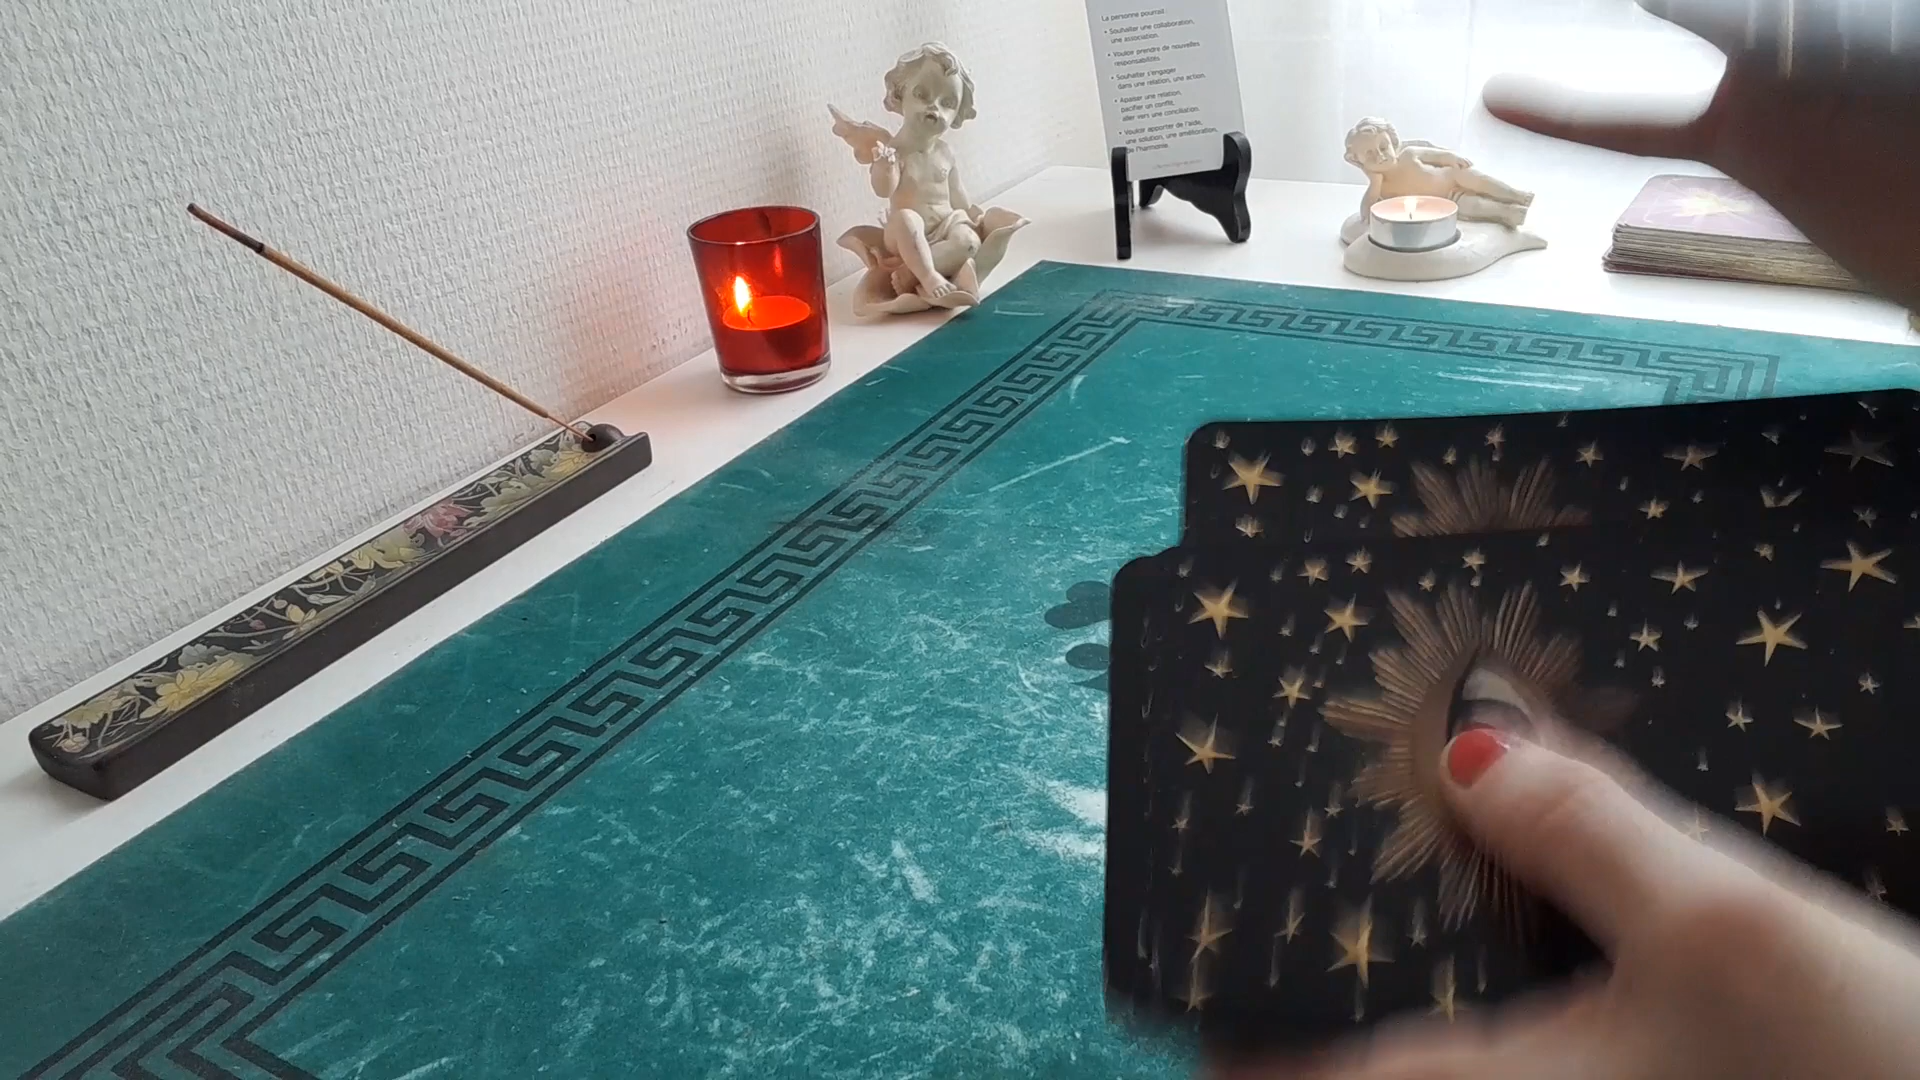 La personne pourrait :
• Souhaiter une collaboration,
une association.
• Vouloir prendre de nouvelles
responsabilités.
• Souhaiter s'engager
dans une relation, une action.
• Apaiser une relation,
pacifier un conflit,
aller vers une conciliation.
• Vouloir apporter de l'aide,
une solution, une amélioration,
de l'harmonie.